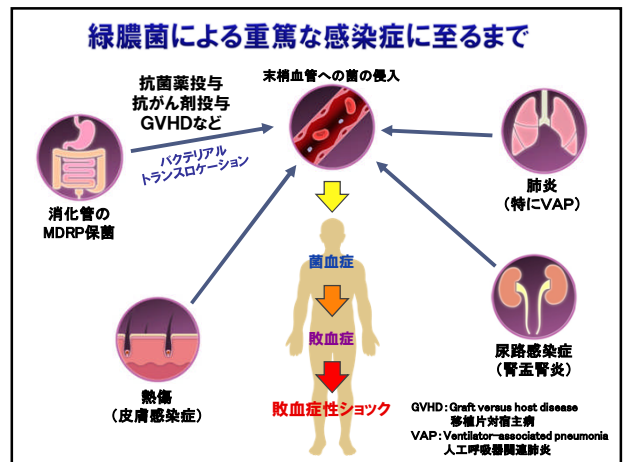 緑膿菌による重篤な感染症に至るまで
抗菌薬投与
抗がん剤投与
GVHDなど
バクテリアル
トランスロケーション
末梢血管への菌の侵入
消化管の
MDRP保菌
肺炎
(特にVAP)
菌血症
敗血症
敗血症性ショック
熱傷
(皮膚感染症)
尿路感染症
(腎盂腎炎)
GVHD:Graft versus host disease
移植片対宿主病
VAP:Ventilator-associated pneumonia
人工呼吸器関連肺炎